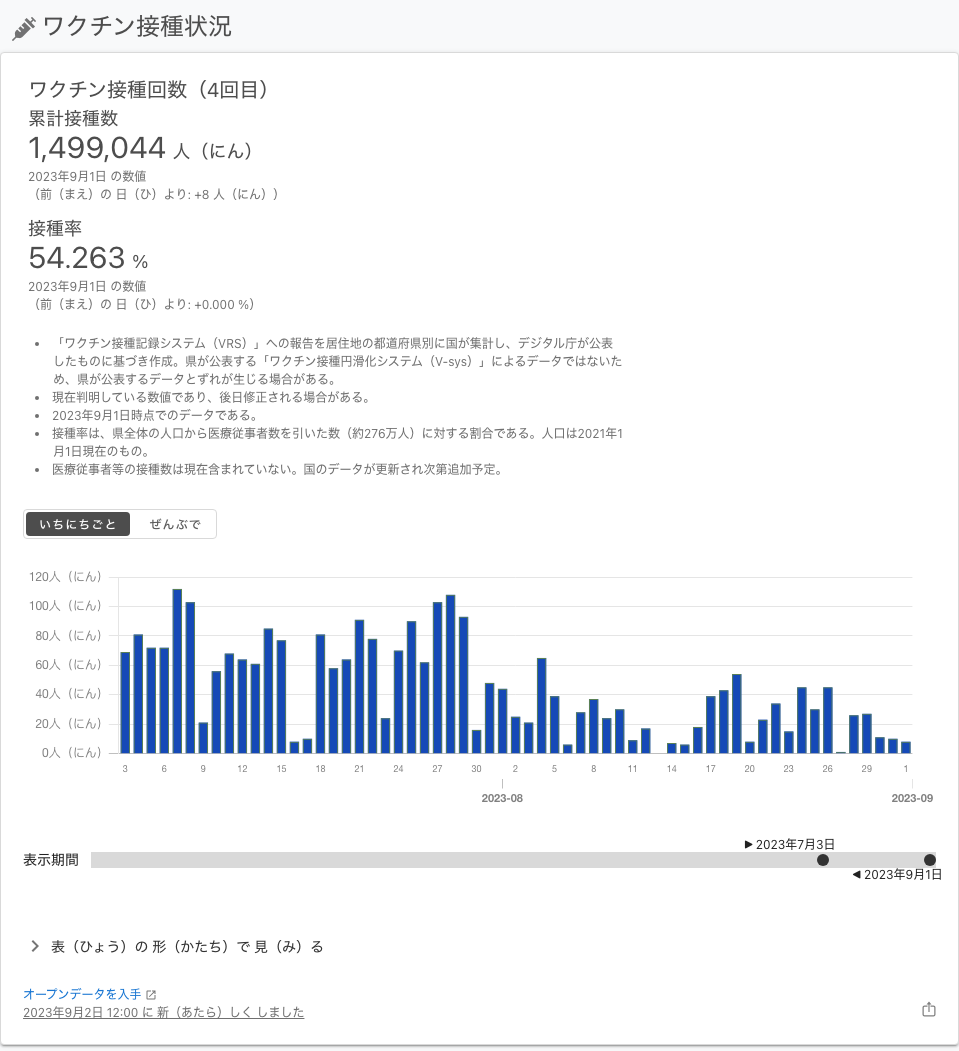 ワクチン接種状況
ワクチン接種回数（4回目）
累計接種数
1,499,044 人（にん）
2023年9月1日 の数値
（前（まえ）の 日（ひ）より: +8 人（にん））
接種率
54.263 %
2023年9月1日 の数値
（前（まえ）の 日（ひ）より: +0.000 %）
• 「ワクチン接種記録システム（VRS）」への報告を居住地の都道府県別に国が集計し、デジタル庁が公表
したものに基づき作成。県が公表する「ワクチン接種円滑化システム（V-sys）」によるデータではないた
め、県が公表するデータとずれが生じる場合がある。
• 現在判明している数値であり、後日修正される場合がある。
• 2023年9月1日時点でのデータである。
• 接種率は、県全体の人口から医療従事者数を引いた数（約276万人）に対する割合である。人口は2021年1
月1日現在のもの。
• 医療従事者等の接種数は現在含まれていない。国のデータが更新され次第追加予定。
いちにちごと ぜんぶで
120人（にん）
100人（にん）
80人（にん）
60人（にん）
40人（にん）
20人（にん）
0人（にん）
3 6 9 12 15 18 21 24 27 30 2 5 8 11 14 17 20 23 26 29 1
2023-08 2023-09
▶ 2023年7月3日
表示期間
◀ 2023年9月1日
表（ひょう）の 形（かたち）で 見（み）る
オープンデータを入手
2023年9月2日 12:00 に 新（あたら）しく しました